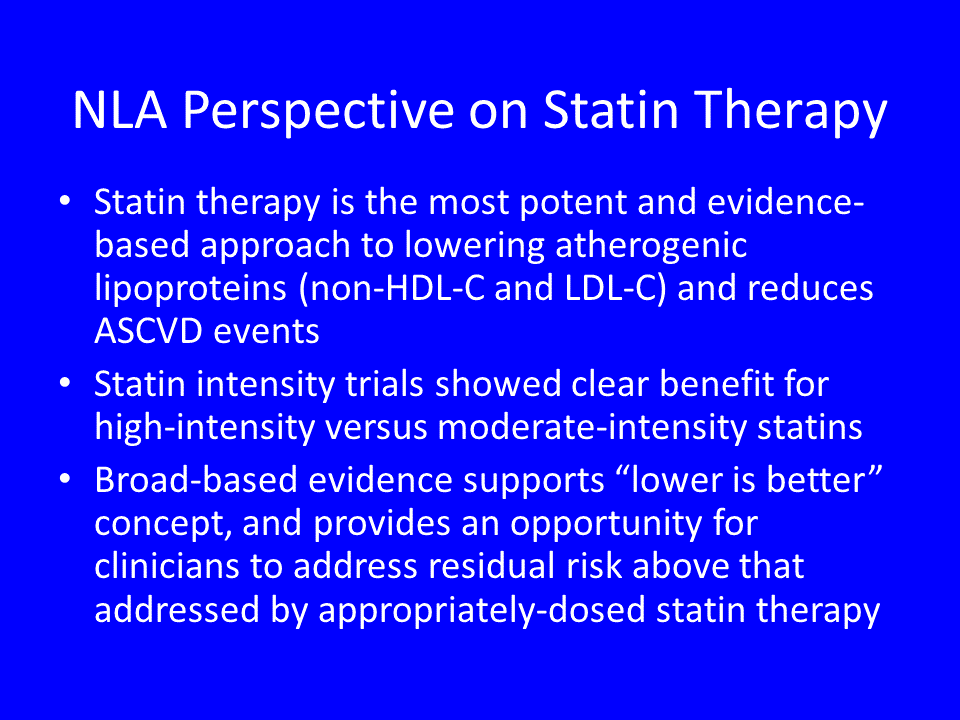 NLA Perspective on Statin Therapy
• Statin therapy is the most potent and evidence-
based approach to lowering atherogenic
lipoproteins (non-HDL-C and LDL-C) and reduces
ASCVD events
• Statin intensity trials showed clear benefit for
high-intensity versus moderate-intensity statins
• Broad-based evidence supports “lower is better”
concept, and provides an opportunity for
clinicians to address residual risk above that
addressed by appropriately-dosed statin therapy